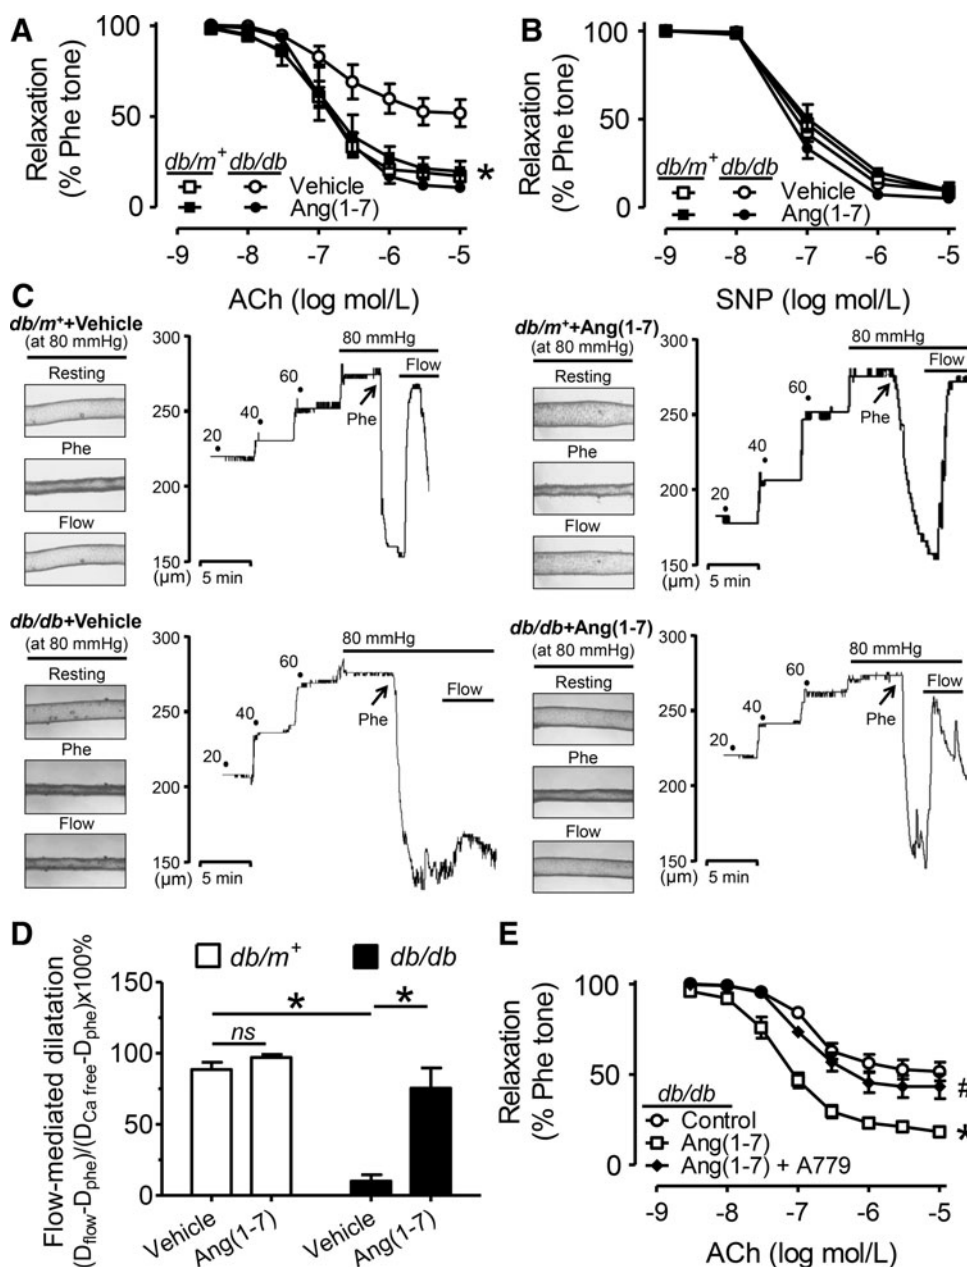 A
100
50
0
Relaxation
(% Phe tone)
db/m+ db/db
Vehicle
Ang(1-7)
*
-9 -8 -7 -6 -5
ACh (log mol/L)
B
100
50
0
Relaxation
(% Phe tone)
db/m+ db/db
Vehicle
Ang(1-7)
-9 -8 -7 -6 -5
SNP (log mol/L)
C
db/m++Vehicle
(at 80 mmHg)
Resting
Phe
Flow
300
250
200
150
(µm)
20
40
60
80 mmHg
Flow
Phe
5 min
db/m++Ang(1-7)
(at 80 mmHg)
Resting
Phe
Flow
300
250
200
150
(µm)
20
40
60
80 mmHg
Flow
Phe
5 min
db/db+Vehicle
(at 80 mmHg)
Resting
Phe
Flow
300
250
200
150
(µm)
20
40
60
80 mmHg
Flow
Phe
5 min
db/db+Ang(1-7)
(at 80 mmHg)
Resting
Phe
Flow
300
250
200
150
(µm)
20
40
60
80 mmHg
Flow
Phe
5 min
D
db/m+ db/db
Flow-mediated dilatation
(Dflow-Dphe)/(DCa free-Dphe)x100%
150
100
50
0
* *
ns
Vehicle
Ang(1-7)
Vehicle
Ang(1-7)
E
100
50
0
Relaxation
(% Phe tone)
db/db
Control
Ang(1-7)
Ang(1-7) + A779
#
*
-9 -8 -7 -6 -5
ACh (log mol/L)